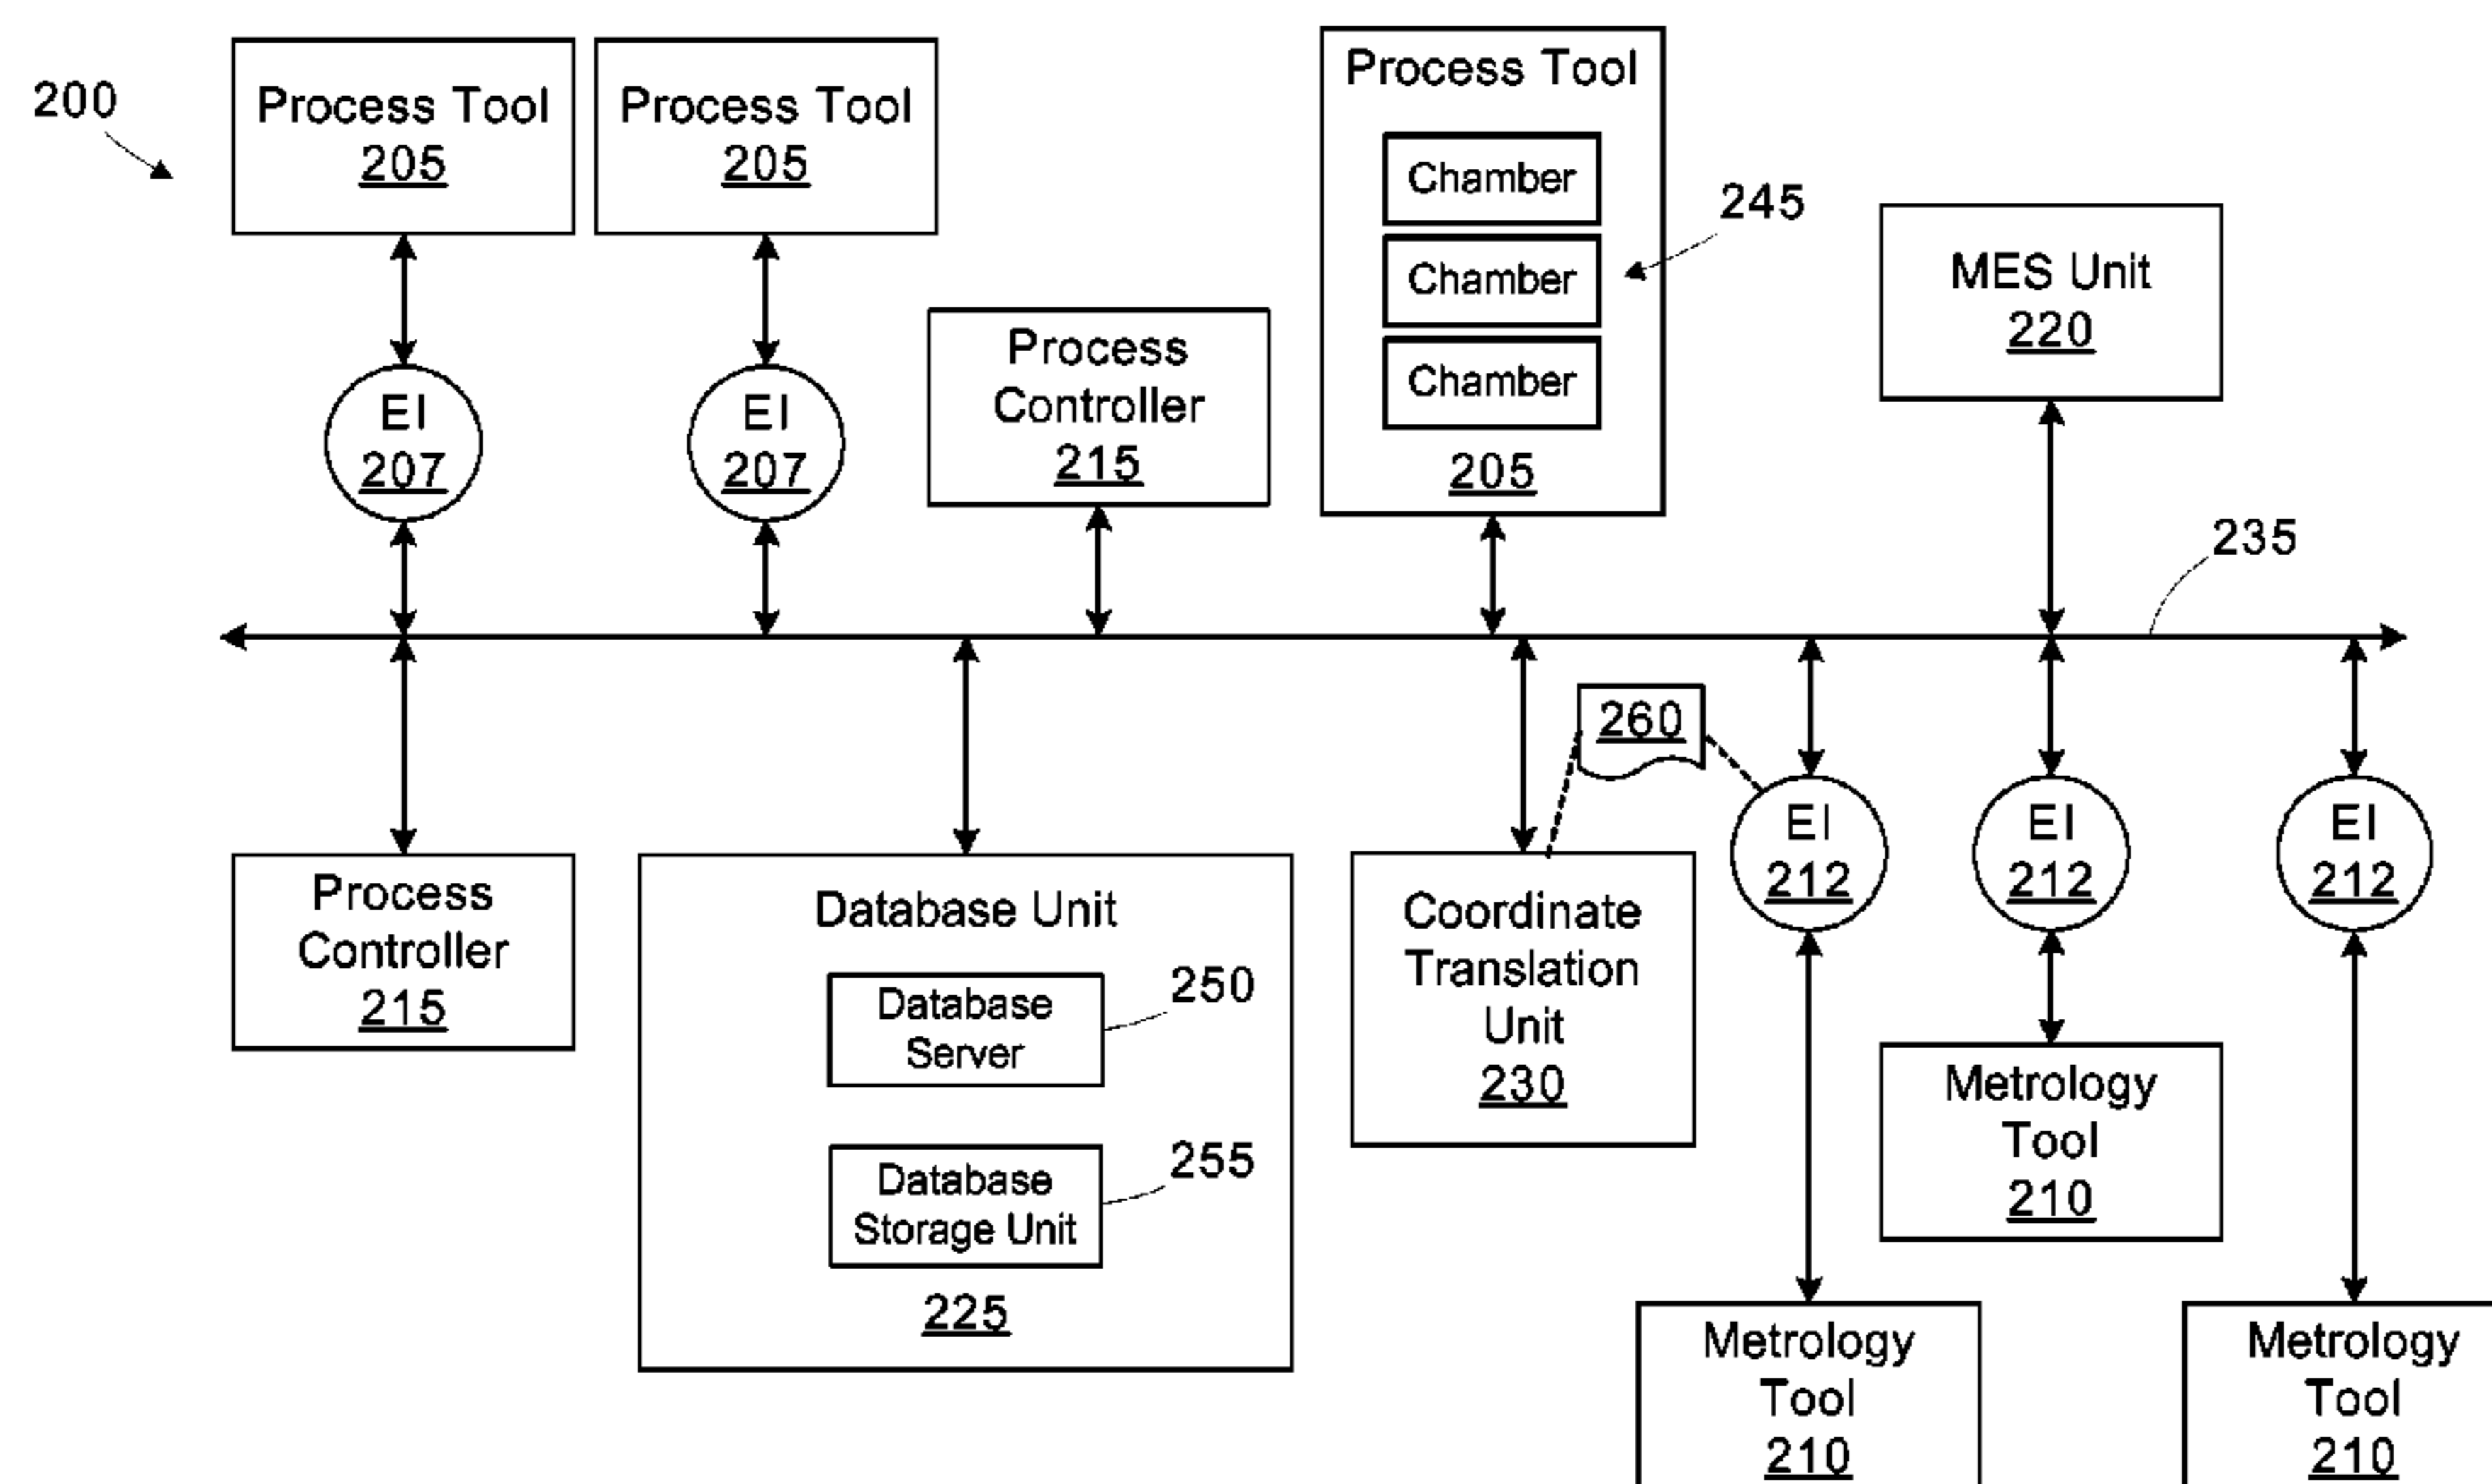 200
Process Tool
205
Process Tool
205
Process Tool
Chamber
Chamber
Chamber
205
245
MES Unit
220
EI
207
EI
207
Process
Controller
215
235
260
EI
212
EI
212
EI
212
Process
Controller
215
Database Unit
Database
Server
250
Database
Storage Unit
255
225
Coordinate
Translation
Unit
230
Metrology
Tool
210
Metrology
Tool
210
Metrology
Tool
210